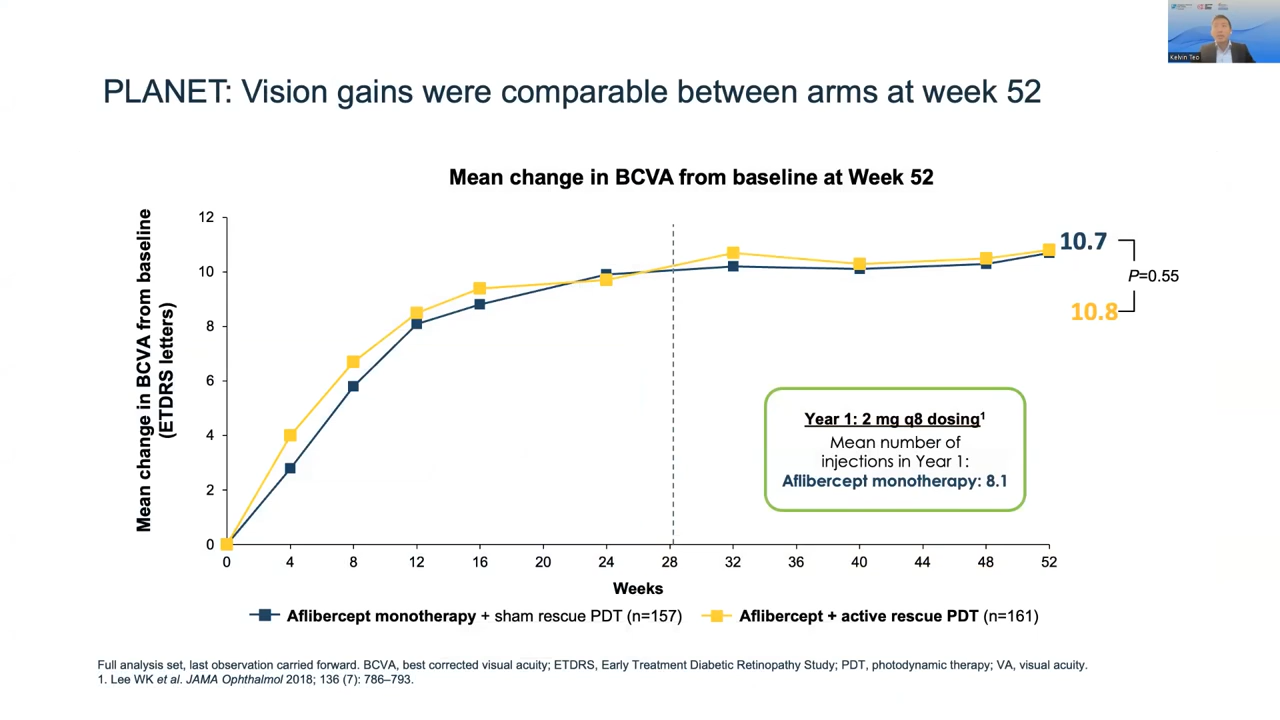 Kelvin Teo
PLANET: Vision gains were comparable between arms at week 52
Mean change in BCVA from baseline at Week 52
Mean change in BCVA from baseline
(ETDRS letters)
12
10
8
6
4
2
0
0 4 8 12 16 20 24 28 32 36 40 44 48 52
Weeks
10.7
P=0.55
10.8
Year 1: 2 mg q8 dosing¹
Mean number of
injections in Year 1:
Aflibercept monotherapy: 8.1
Aflibercept monotherapy + sham rescue PDT (n=157) Aflibercept + active rescue PDT (n=161)
Full analysis set, last observation carried forward. BCVA, best corrected visual acuity; ETDRS, Early Treatment Diabetic Retinopathy Study; PDT, photodynamic therapy; VA, visual acuity.
1. Lee WK et al. JAMA Ophthalmol 2018; 136 (7): 786–793.